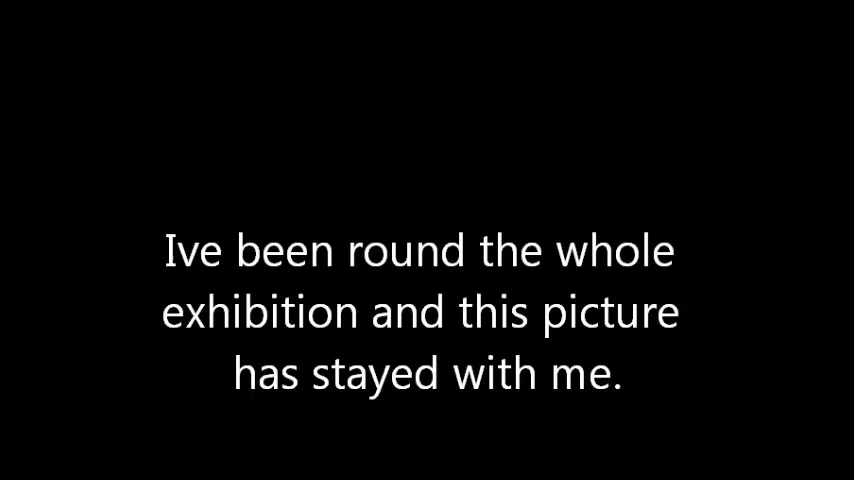 Ive been round the whole
exhibition and this picture
has stayed with me.